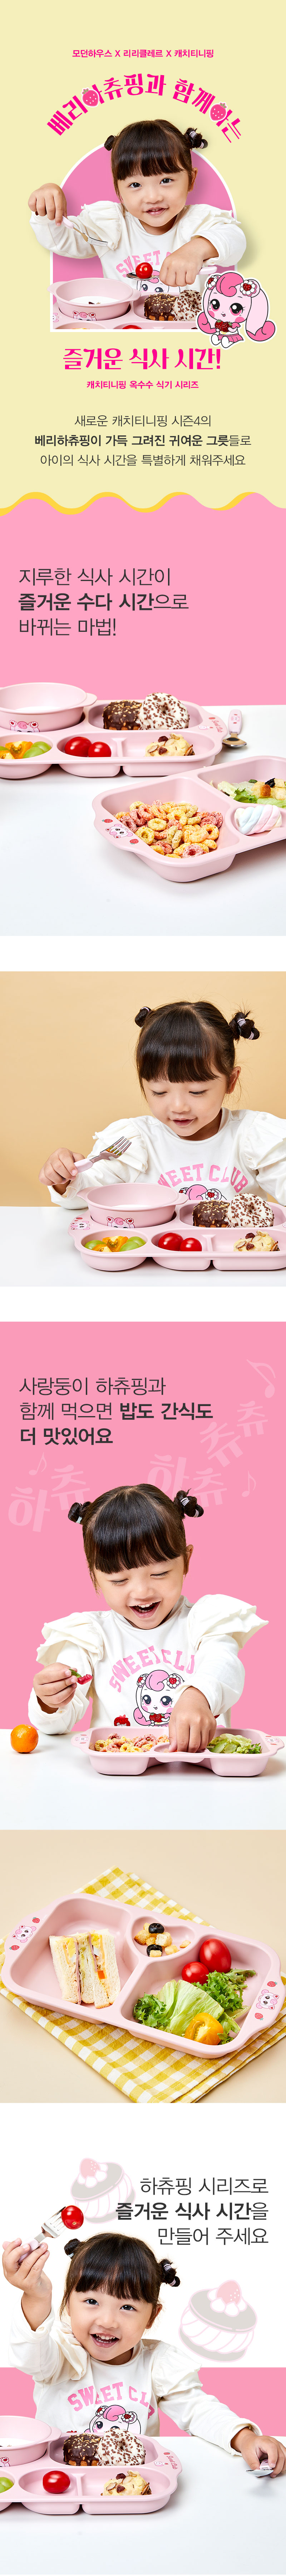 모던하우스 X 리리클레르 X 캐치티니핑
베리하츄핑과 함께하는
SWEET
즐거운 식사 시간!
캐치티니핑 옥수수 식기 시리즈
새로운 캐치티니핑 시즌4의
베리하츄핑이 가득 그려진 귀여운 그릇들로
아이의 식사 시간을 특별하게 채워주세요
지루한 식사 시간이
즐거운 수다 시간으로
바뀌는 마법!
WEET CLUB
사랑둥이 하츄핑과
함께 먹으면 밥도 간식도
더 맛있어요
하츄 하츄 츄츄
SWEET CLU
하츄핑 시리즈로
즐거운 식사 시간을
만들어 주세요
SWEET CLU